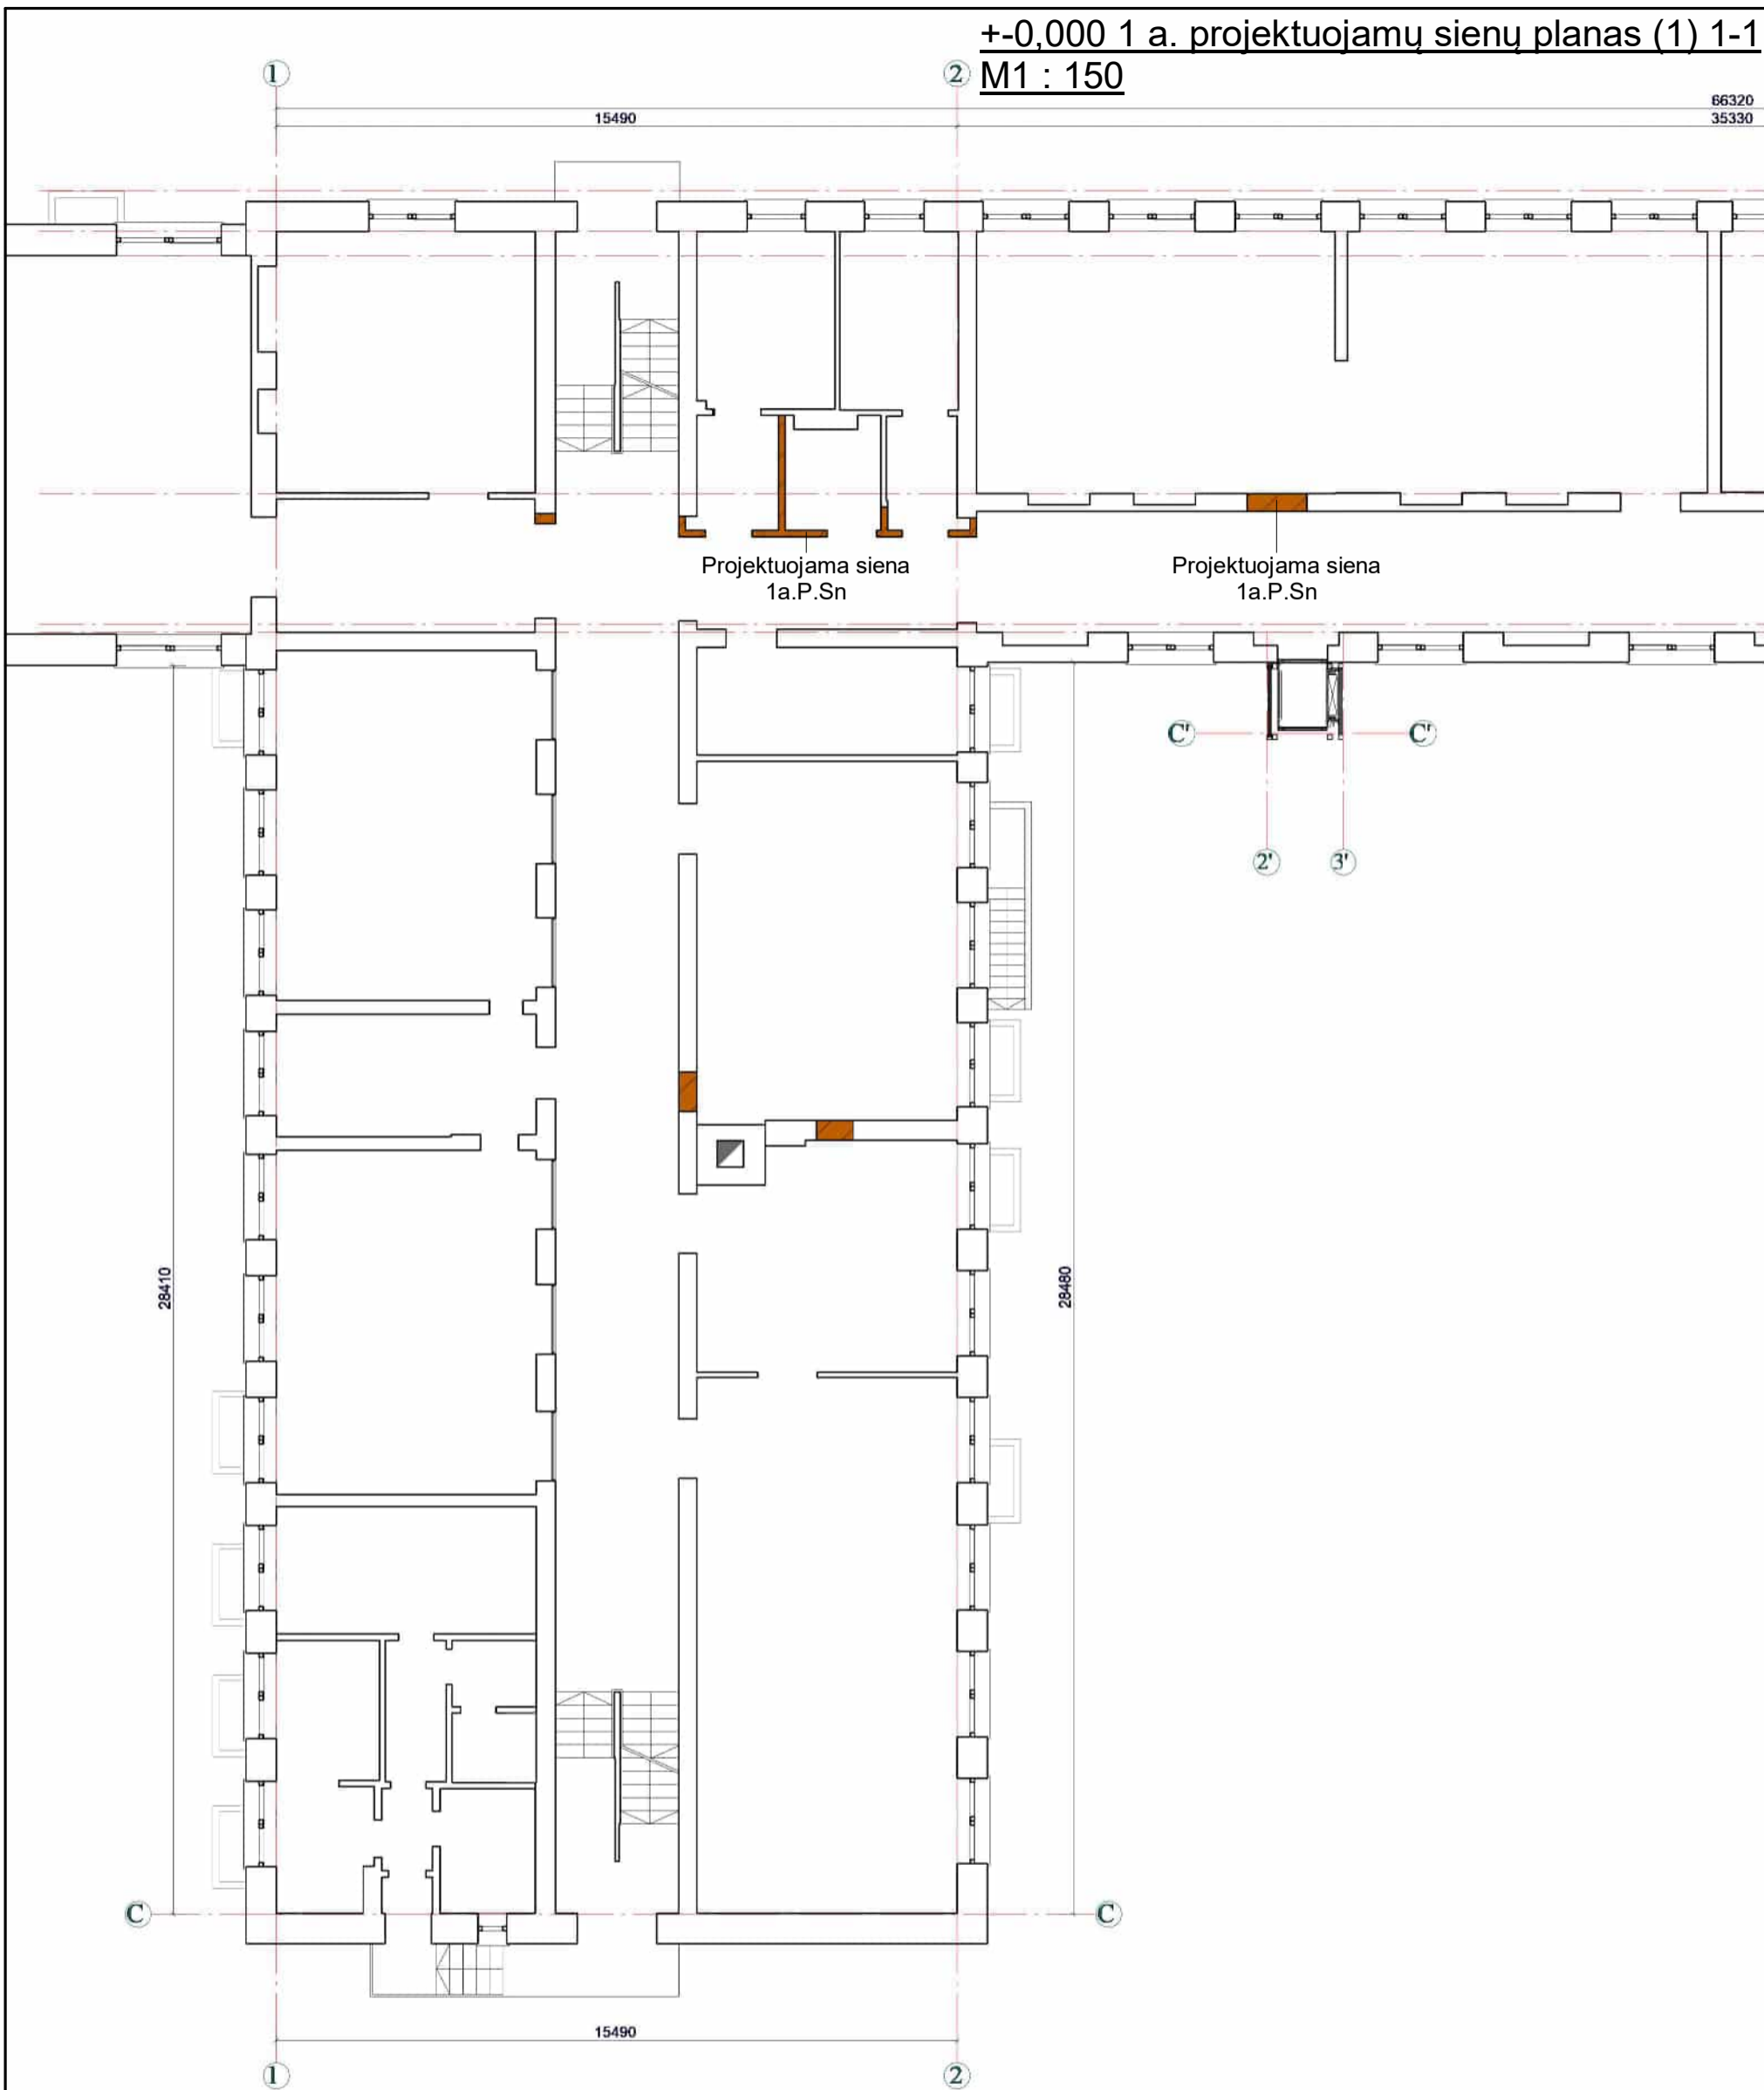 +-0,000 1 a. projektuojamų sienų planas (1) 1-1
M1 : 150
1
2
66320
15490
35330
Projektuojama siena
1a.P.Sn
Projektuojama siena
1a.P.Sn
C'
C'
2'
3'
28410
28480
C
C
15490
1
2